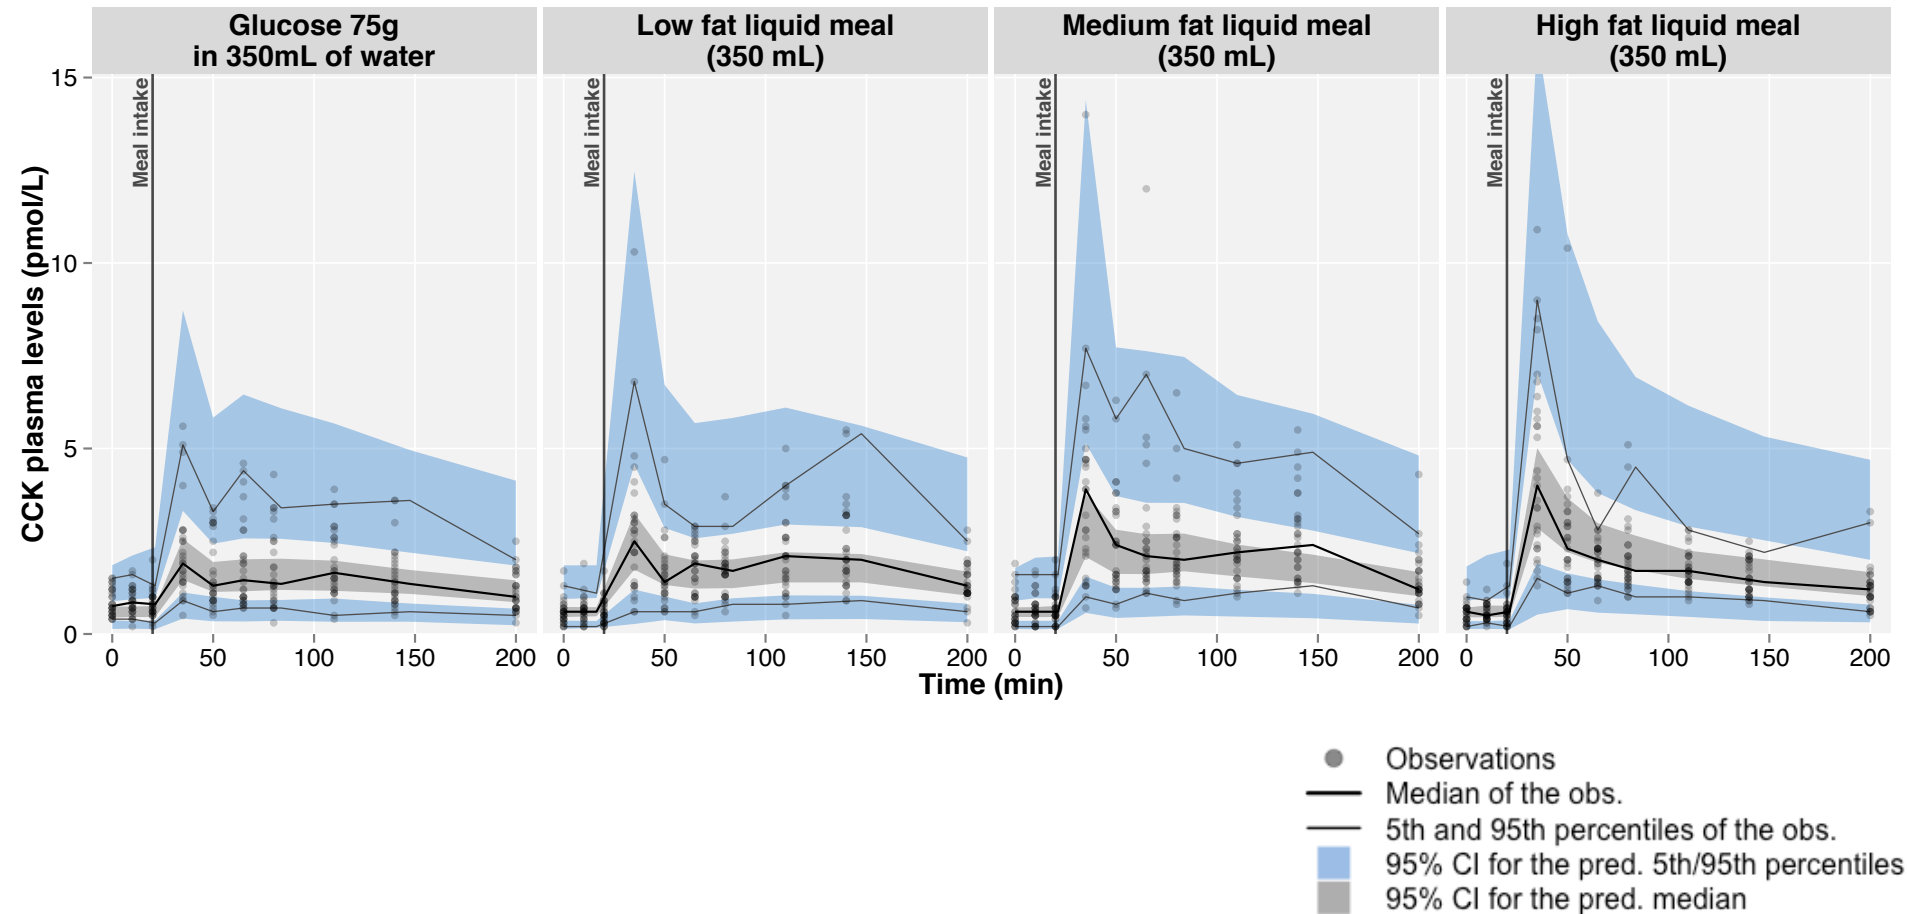 Glucose 75g
in 350mL of water
Low fat liquid meal
(350 mL)
Medium fat liquid meal
(350 mL)
High fat liquid meal
(350 mL)
CCK plasma levels (pmol/L)
15
10
5
0
Meal intake
Meal intake
Meal intake
Meal intake
0 50 100 150 200
0 50 100 150 200
0 50 100 150 200
0 50 100 150 200
Time (min)
Observations
Median of the obs.
5th and 95th percentiles of the obs.
95% CI for the pred. 5th/95th percentiles
95% CI for the pred. median